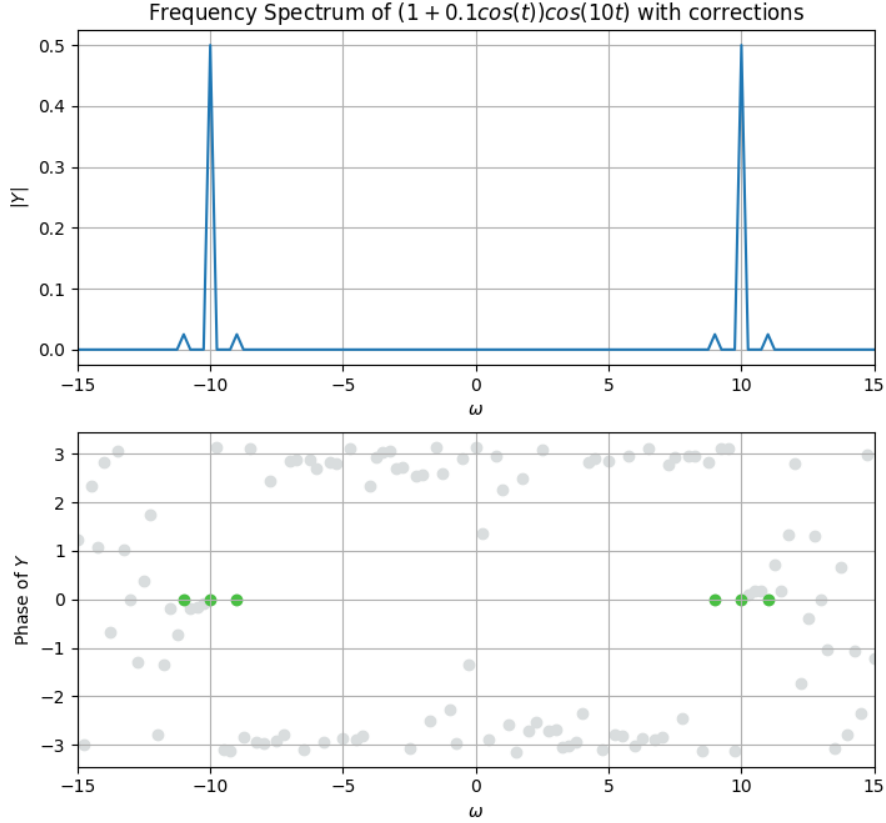 Frequency Spectrum of (1 + 0.1cos(t))cos(10t) with corrections
0.5
0.4
0.3
0.2
0.1
0.0
|Y|
−15 −10 −5 0 5 10 15
ω
3
2
1
0
−1
−2
−3
Phase of Y
−15 −10 −5 0 5 10 15
ω